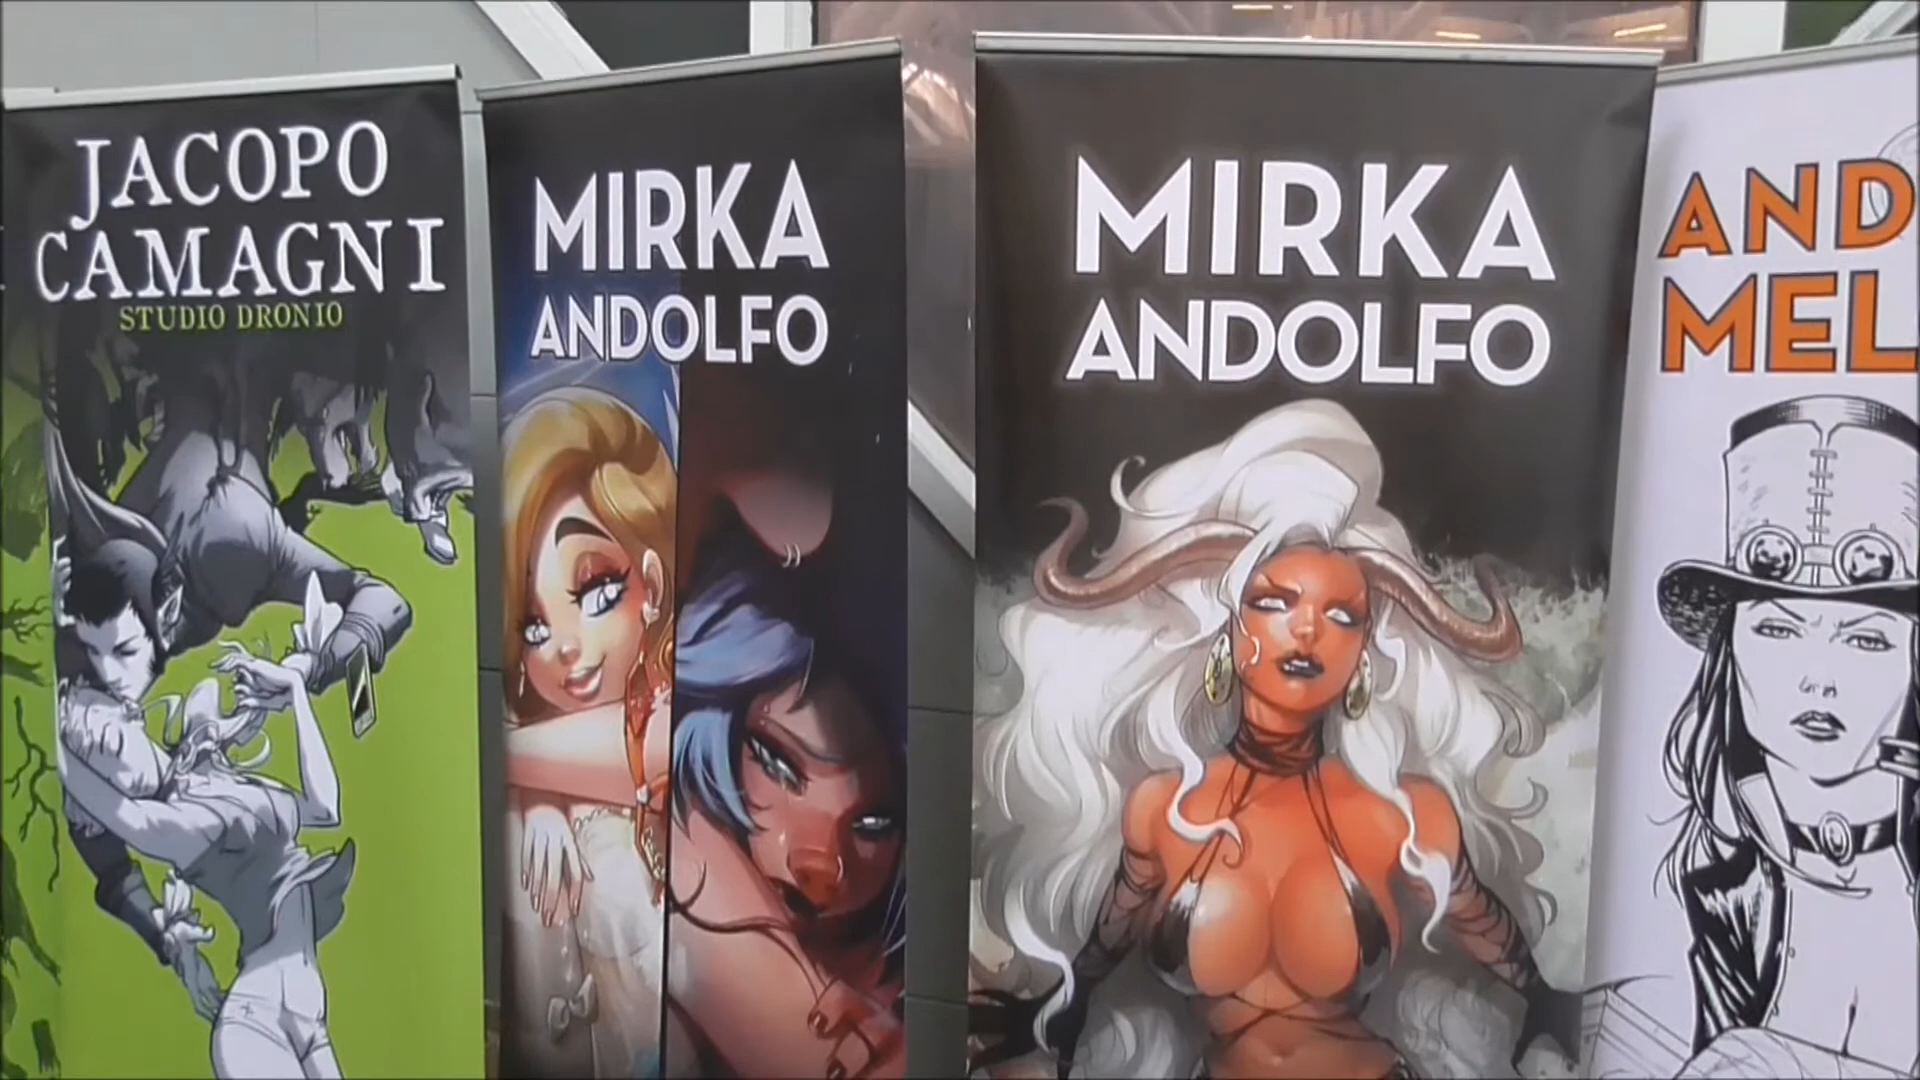 JACOPO
CAMAGNI
STUDIO DRONIO
MIRKA
ANDOLFO
MIRKA
ANDOLFO
AND
MEL